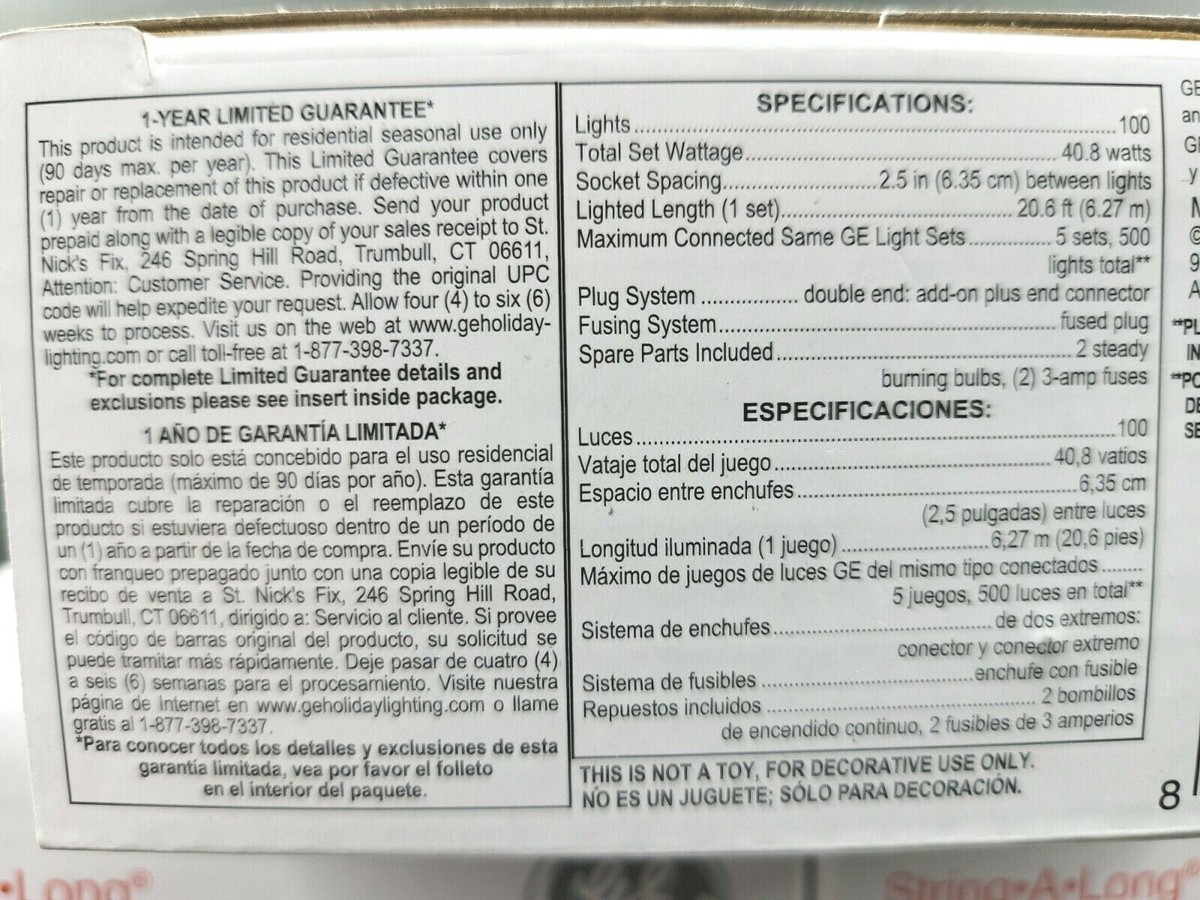 1-YEAR LIMITED GUARANTEE*
This product is intended for residential seasonal use only
(90 days max. per year). This Limited Guarantee covers
repair or replacement of this product if defective within one
(1) year from the date of purchase. Send your product
prepaid along with a legible copy of your sales receipt to St.
Nick's Fix, 246 Spring Hill Road, Trumbull, CT 06611,
Attention: Customer Service. Providing the original UPC
code will help expedite your request. Allow four (4) to six (6)
weeks to process. Visit us on the web at www.geholiday-
lighting.com or call toll-free at 1-877-398-7337.
*For complete Limited Guarantee details and
exclusions please see insert inside package.
1 AÑO DE GARANTÍA LIMITADA*
Este producto solo está concebido para el uso residencial
de temporada (máximo de 90 días por año). Esta garantía
limitada cubre la reparación o el reemplazo de este
producto si estuviera defectuoso dentro de un período de
un (1) año a partir de la fecha de compra. Envíe su producto
con franqueo prepagado junto con una copia legible de su
recibo de venta a St. Nick's Fix, 246 Spring Hill Road,
Trumbull, CT 06611, dirigido a: Servicio al cliente. Si provee
el código de barras original del producto, su solicitud se
puede tramitar más rápidamente. Deje pasar de cuatro (4)
a seis (6) semanas para el procesamiento. Visite nuestra
página de Internet en www.geholidaylighting.com o llame
gratis al 1-877-398-7337.
*Para conocer todos los detalles y exclusiones de esta
garantía limitada, vea por favor el folleto
en el interior del paquete.
SPECIFICATIONS:
Lights.....100
Total Set Wattage.....40.8 watts
Socket Spacing.....2.5 in (6.35 cm) between lights
Lighted Length (1 set).....20.6 ft (6.27 m)
Maximum Connected Same GE Light Sets.....5 sets, 500
lights total**
Plug System.....double end: add-on plus end connector
Fusing System.....fused plug
Spare Parts Included.....2 steady
burning bulbs, (2) 3-amp fuses
ESPECIFICACIONES:
Luces.....100
Vataje total del juego.....40,8 vatios
Espacio entre enchufes.....6,35 cm
(2,5 pulgadas) entre luces
Longitud iluminada (1 juego).....6,27 m (20,6 pies)
Máximo de juegos de luces GE del mismo tipo conectados.....
5 juegos, 500 luces en total**
Sistema de enchufes.....de dos extremos:
conector y conector extremo
Sistema de fusibles.....enchufe con fusible
Repuestos incluidos.....2 bombillos
de encendido continuo, 2 fusibles de 3 amperios
THIS IS NOT A TOY, FOR DECORATIVE USE ONLY.
NO ES UN JUGUETE; SÓLO PARA DECORACIÓN.
GE
an
y
©
9
A
**PL
IN
**PO
DE
SE
8
Long®
String•A•Long®